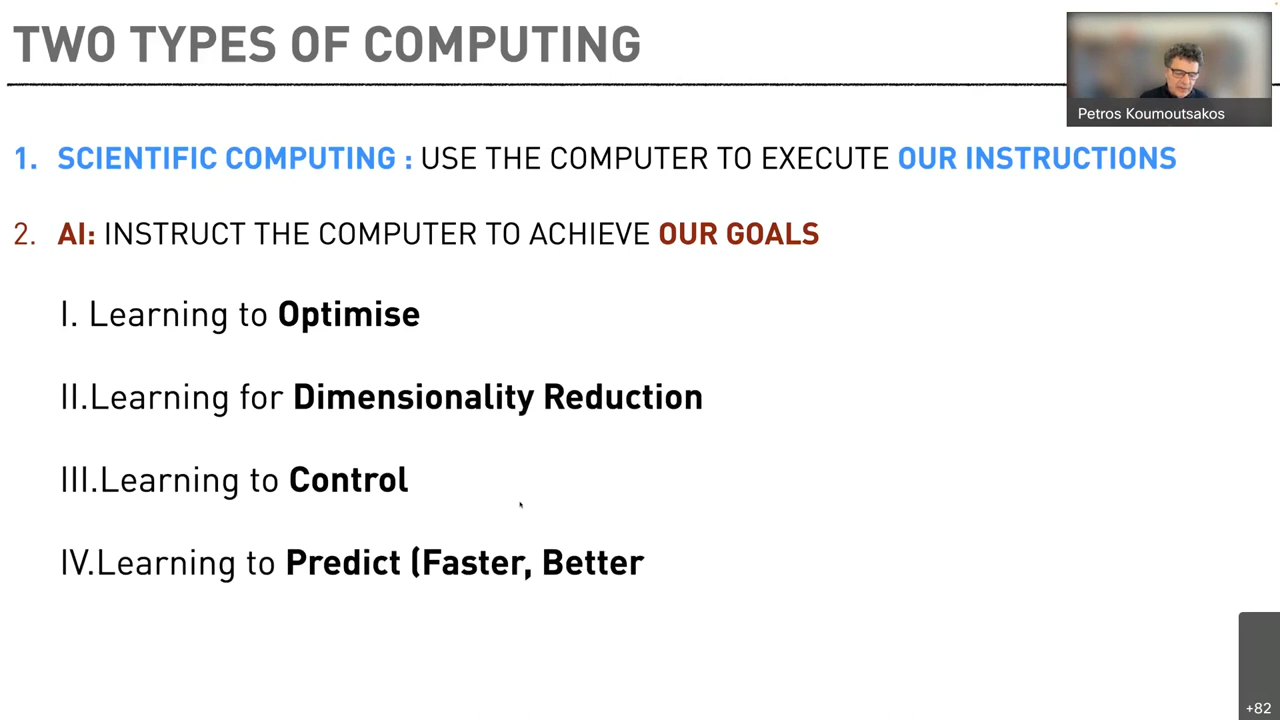 TWO TYPES OF COMPUTING
Petros Koumoutsakos
1. SCIENTIFIC COMPUTING : USE THE COMPUTER TO EXECUTE OUR INSTRUCTIONS
2. AI: INSTRUCT THE COMPUTER TO ACHIEVE OUR GOALS
I. Learning to Optimise
II.Learning for Dimensionality Reduction
III.Learning to Control
IV.Learning to Predict (Faster, Better
+82